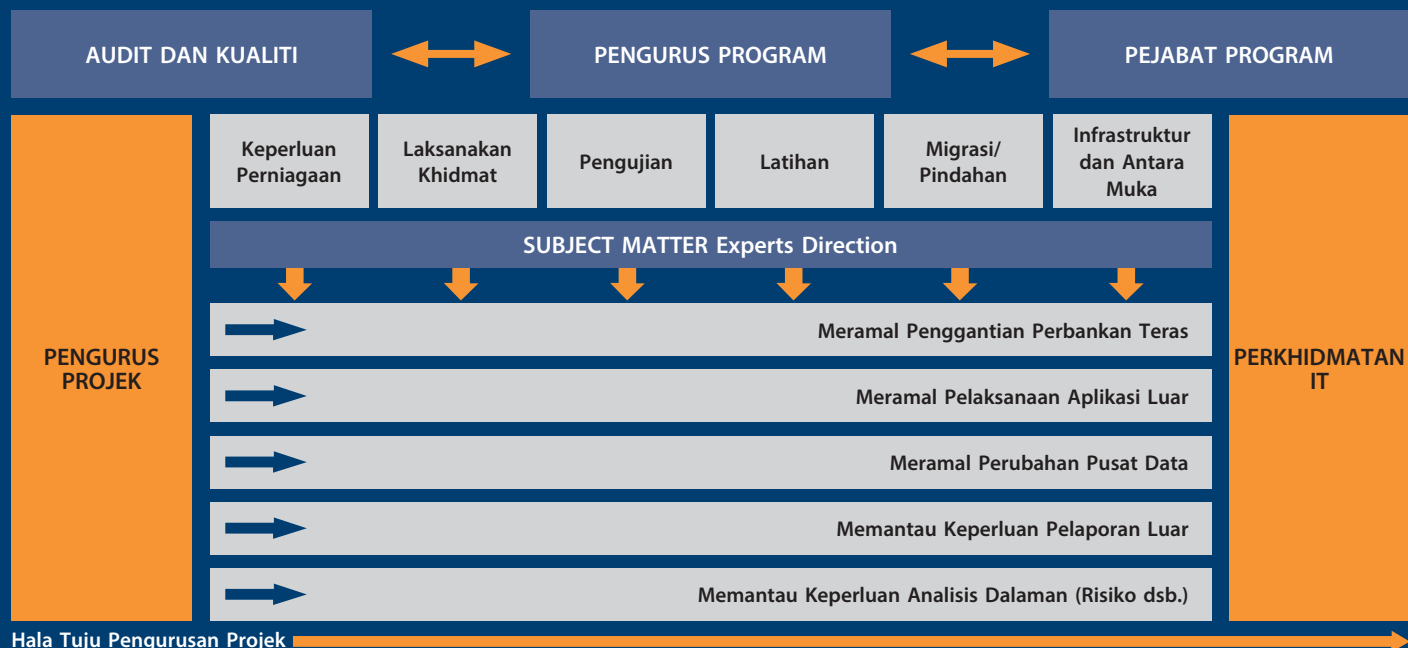 AUDIT DAN KUALITI
PENGURUS PROGRAM
PEJABAT PROGRAM
Keperluan
Perniagaan
Laksanakan
Khidmat
Pengujian
Latihan
Migrasi/
Pindahan
Infrastruktur
dan Antara
Muka
SUBJECT MATTER Experts Direction
PENGURUS
PROJEK
Meramal Penggantian Perbankan Teras
Meramal Pelaksanaan Aplikasi Luar
Meramal Perubahan Pusat Data
Memantau Keperluan Pelaporan Luar
Memantau Keperluan Analisis Dalaman (Risiko dsb.)
PERKHIDMATAN
IT
Hala Tuju Pengurusan Projek